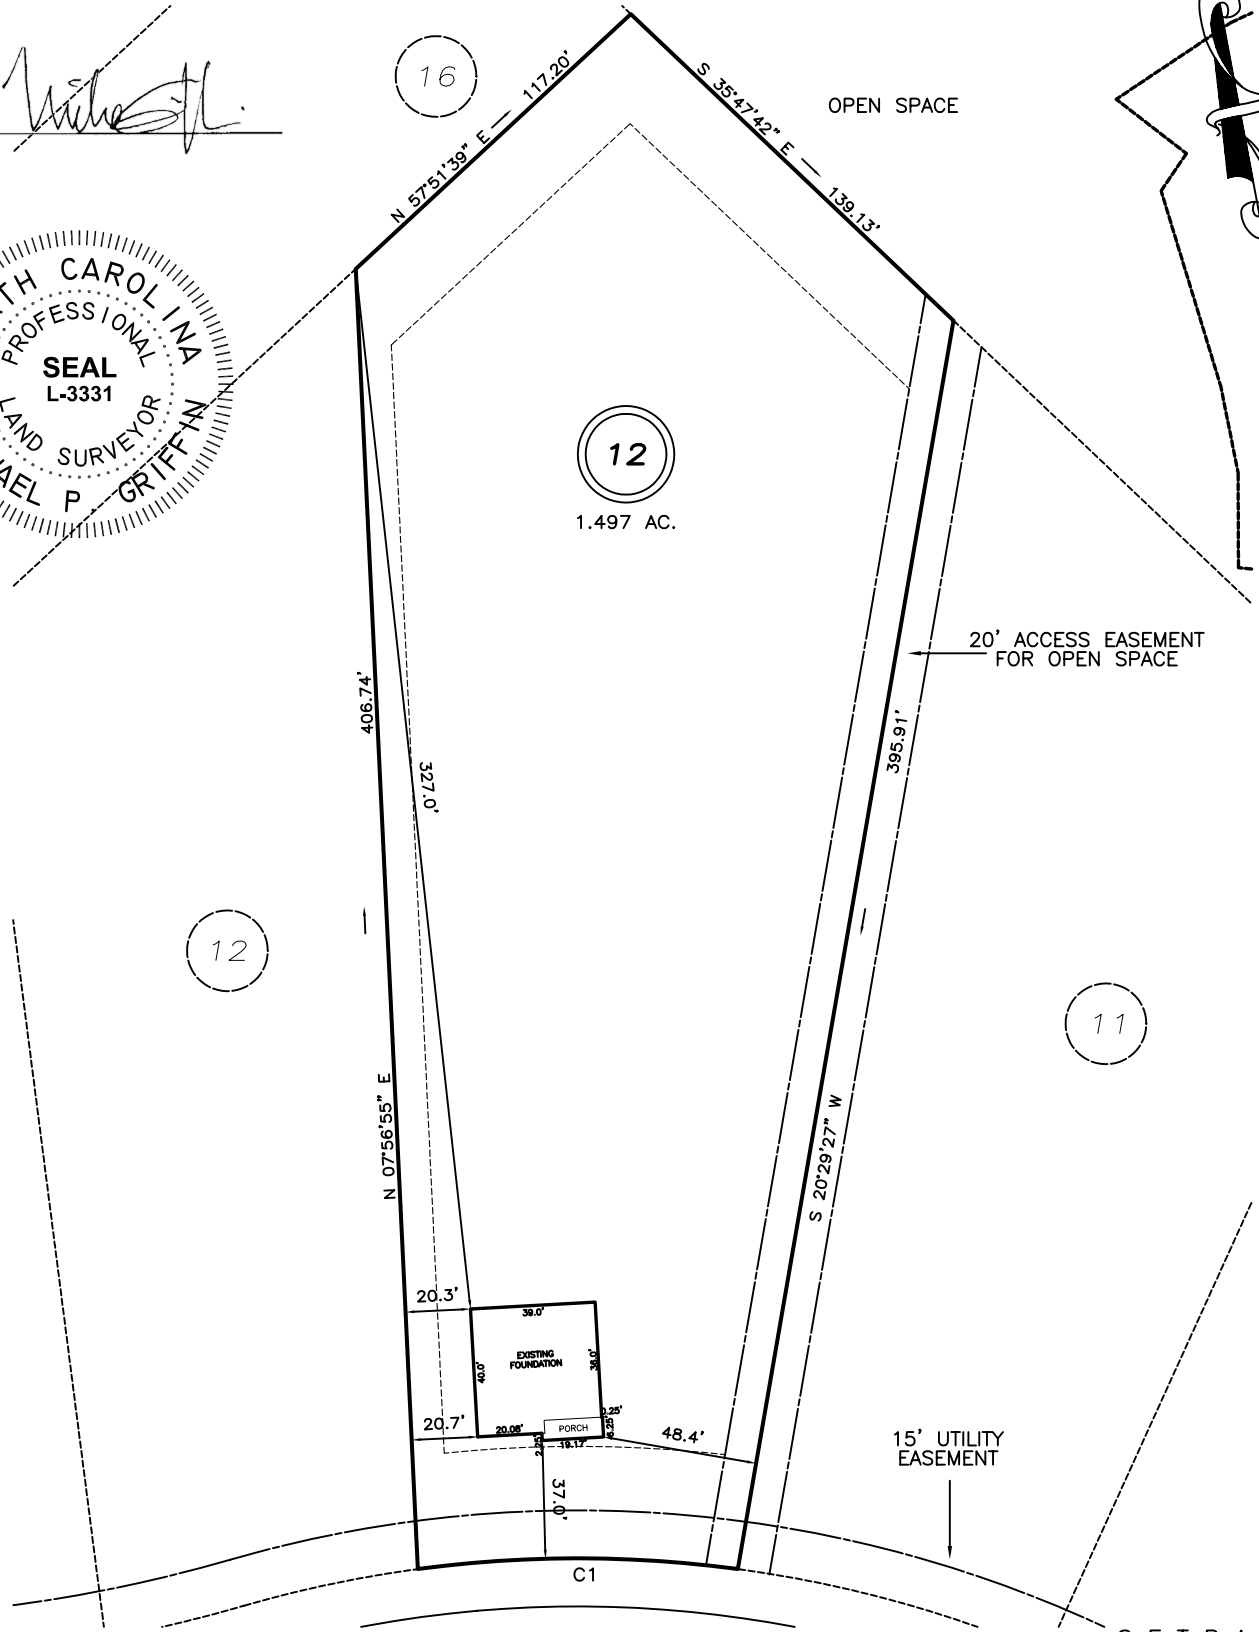 16
N 57°51'39" E — 117.20'
S 35°47'42" E — 139.13'
OPEN SPACE
CAROLINA
PROFESSIONAL
SEAL
L-3331
LAND SURVEYOR
P. GRIFFIN
12
1.497 AC.
20' ACCESS EASEMENT
FOR OPEN SPACE
406.74'
327.0'
395.91'
12
11
N 07°56'55" E
S 20°29'27" W
20.3'
39.0'
EXISTING
FOUNDATION
40.0'
20.7'
20.08'
PORCH
2.25'
19.17'
48.4'
37.0'
15' UTILITY
EASEMENT
C1